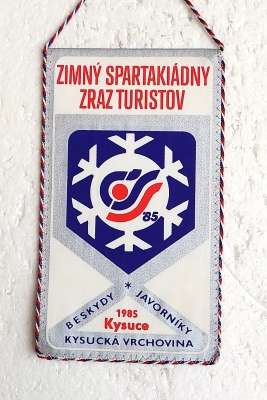 ZIMNÝ SPARTAKIÁDNY
ZRAZ TURISTOV
'85
BESKYDY * JAVORNÍKY
1985
Kysuce
KYSUCKÁ VRCHOVINA